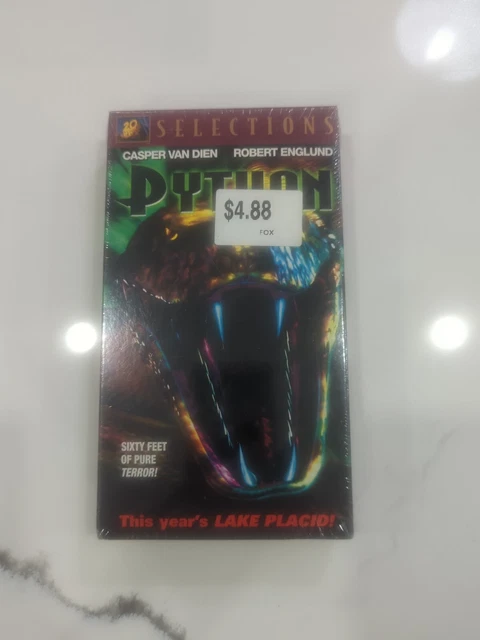 SELECTIONS
CASPER VAN DIEN ROBERT ENGLUND
PYTHON
$4.88
FOX
SIXTY FEET
OF PURE
TERROR!
This year's LAKE PLACID!